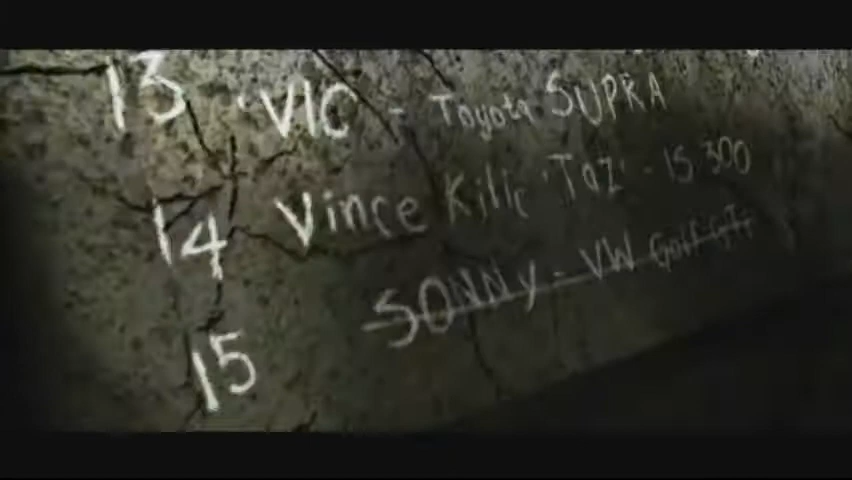 13 'VIC - Toyota SUPRA
14 Vince Kilic 'Taz' - IS 300
15 SONNY - VW Golf GTi